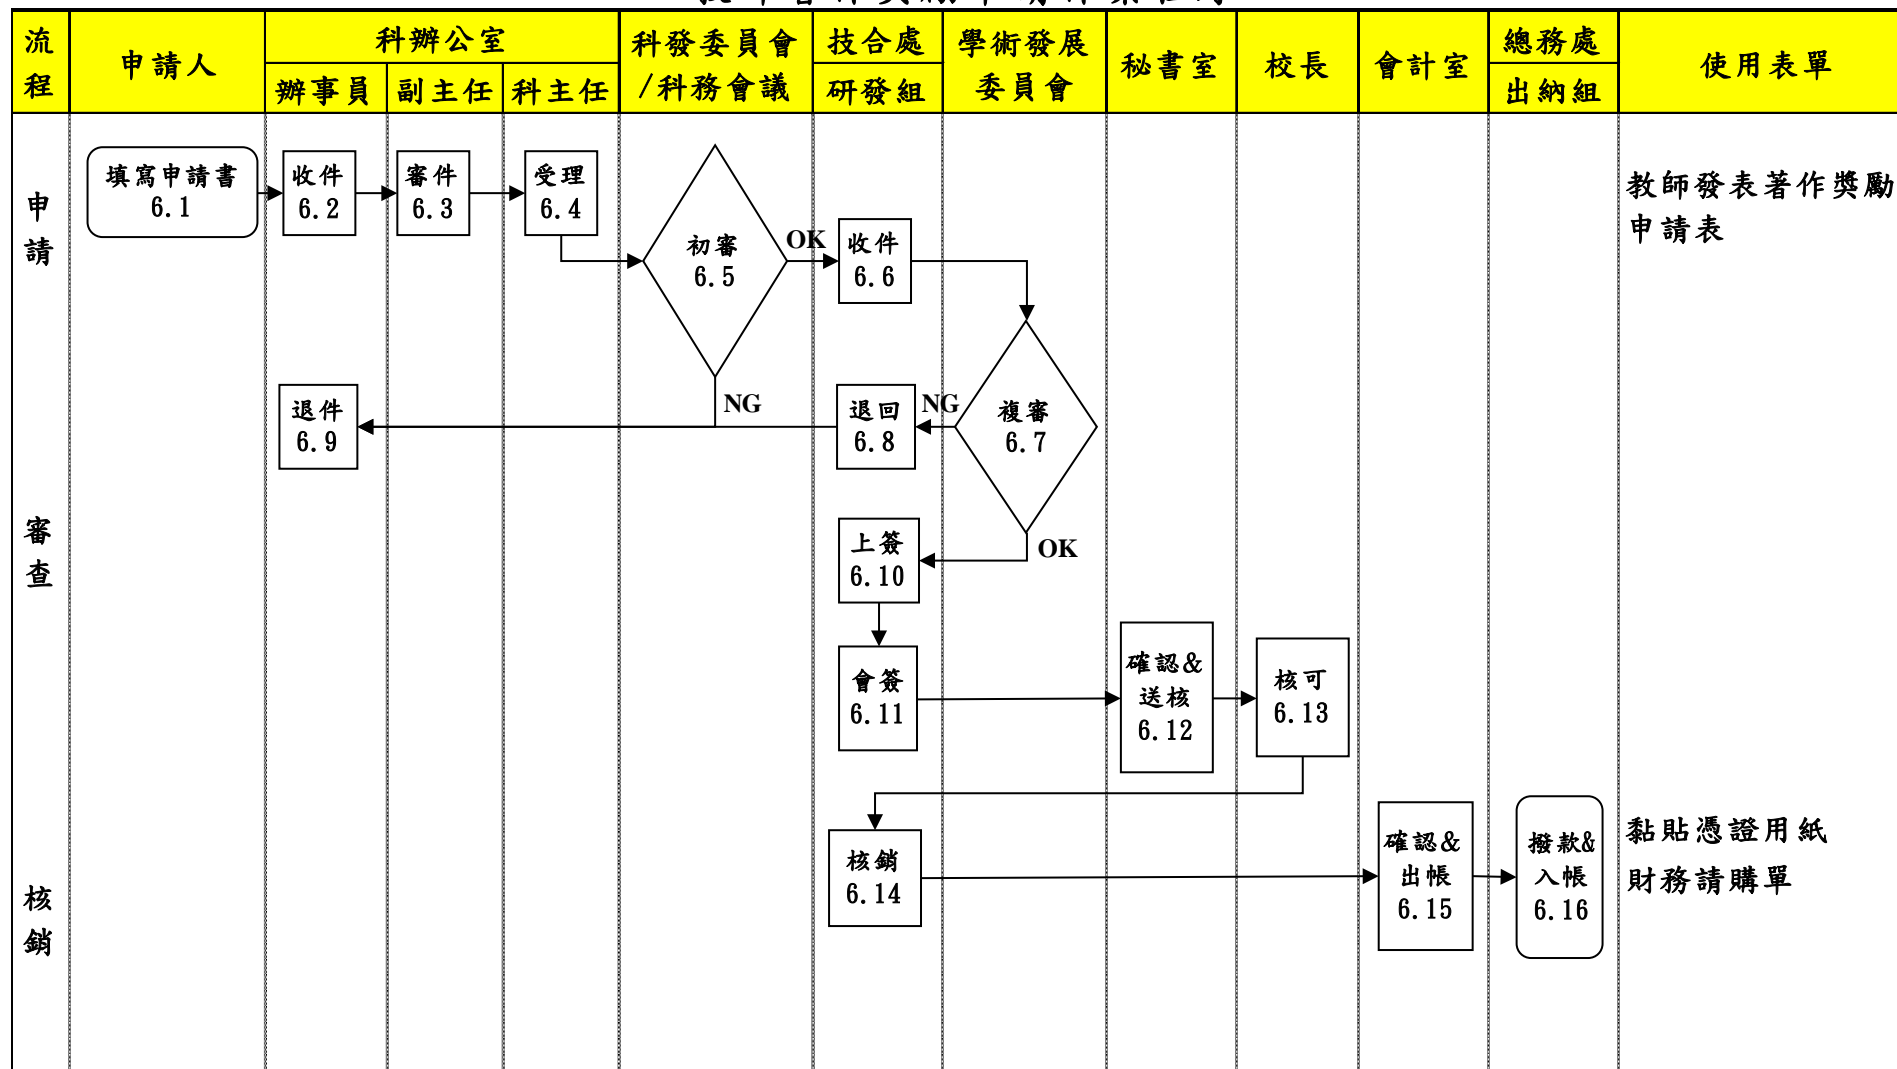 流程
申請人
科辦公室
辦事員
副主任
科主任
科發委員會
/科務會議
技合處
研發組
學術發展
委員會
秘書室
校長
會計室
總務處
出納組
使用表單
申請
填寫申請書
6.1
收件
6.2
審件
6.3
受理
6.4
初審
6.5
OK
收件
6.6
教師發表著作獎勵
申請表
NG
退件
6.9
退回
6.8
NG
複審
6.7
審查
上簽
6.10
OK
會簽
6.11
確認&
送核
6.12
核可
6.13
核銷
核銷
6.14
確認&
出帳
6.15
撥款&
入帳
6.16
黏貼憑證用紙
財務請購單